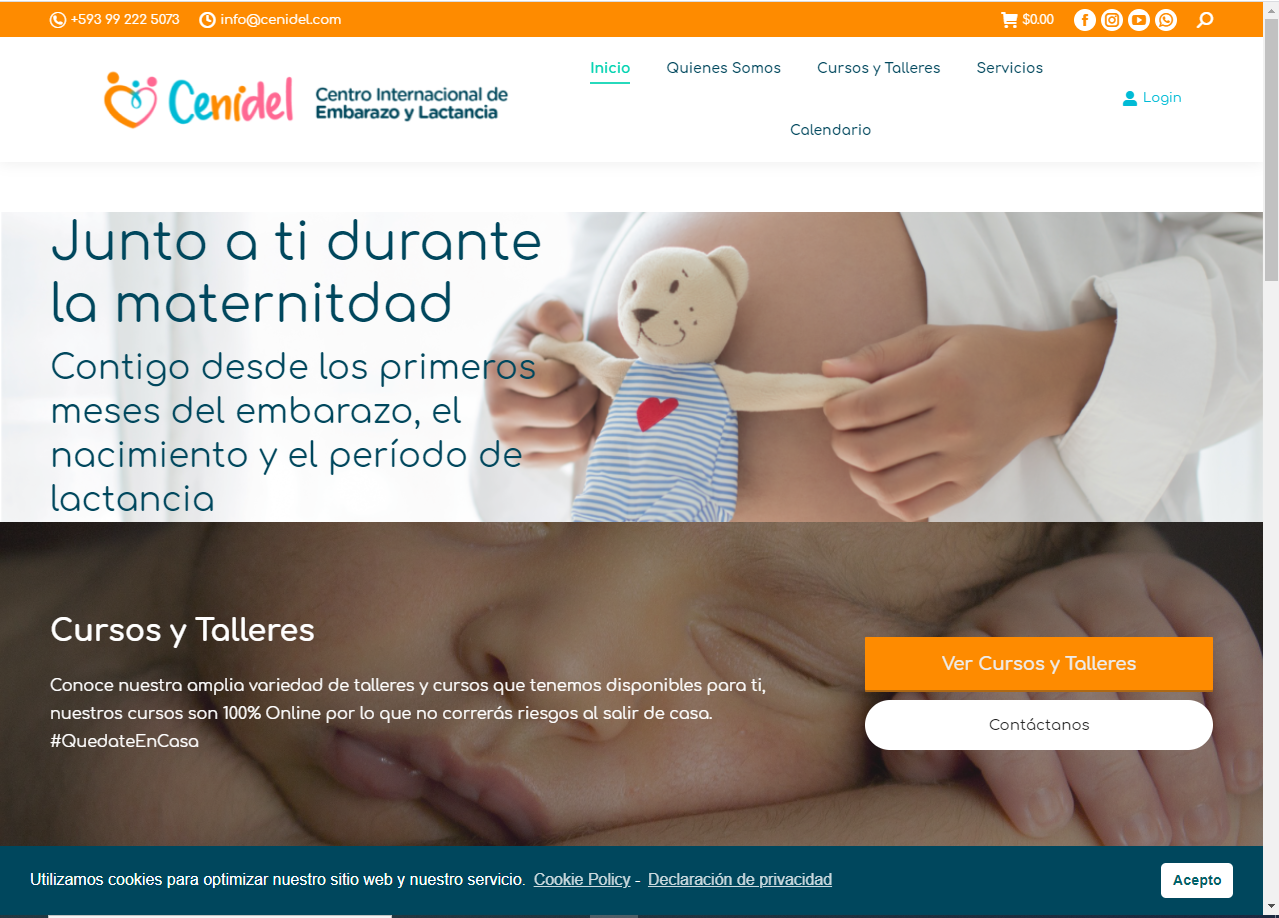 +593 99 222 5073 info@cenidel.com $0.00
Cenidel Centro Internacional de
Embarazo y Lactancia
Inicio Quienes Somos Cursos y Talleres Servicios
Calendario
Login
Junto a ti durante
la maternitdad
Contigo desde los primeros
meses del embarazo, el
nacimiento y el período de
lactancia
Cursos y Talleres
Conoce nuestra amplia variedad de talleres y cursos que tenemos disponibles para ti,
nuestros cursos son 100% Online por lo que no correrás riesgos al salir de casa.
#QuedateEnCasa
Ver Cursos y Talleres
Contáctanos
Utilizamos cookies para optimizar nuestro sitio web y nuestro servicio. Cookie Policy - Declaración de privacidad
Acepto